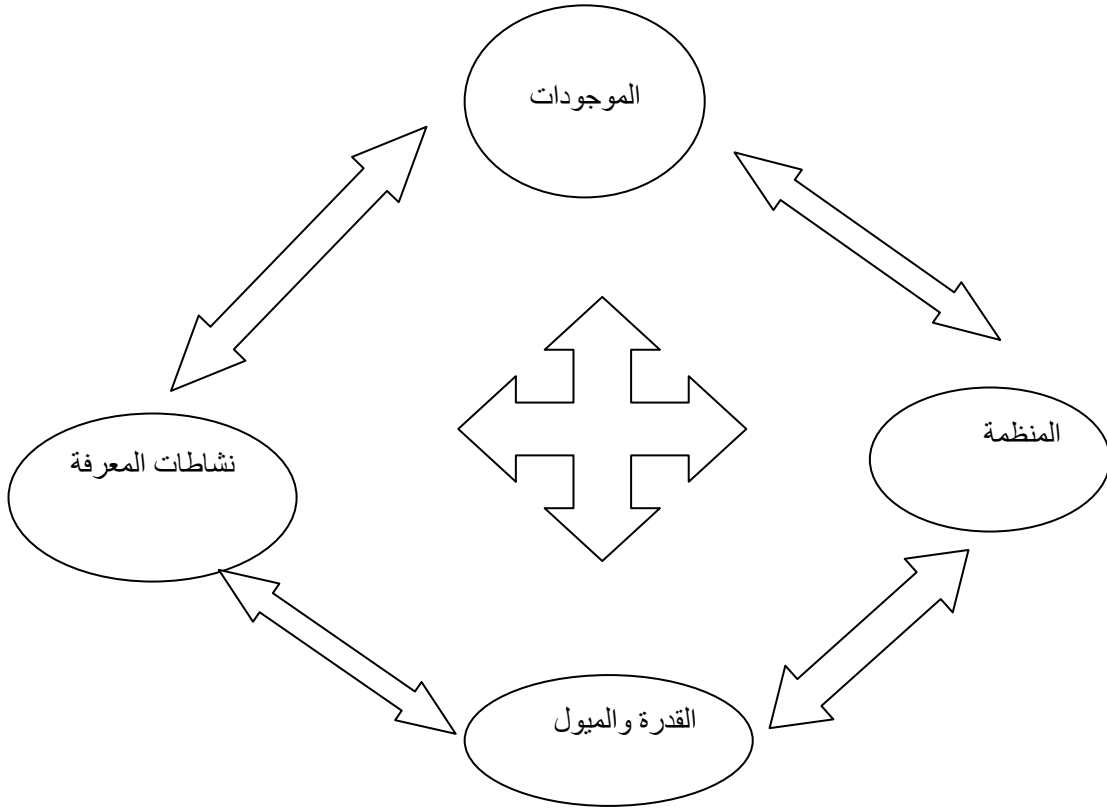 الموجودات
المنظمة
نشاطات المعرفة
القدرة والميول